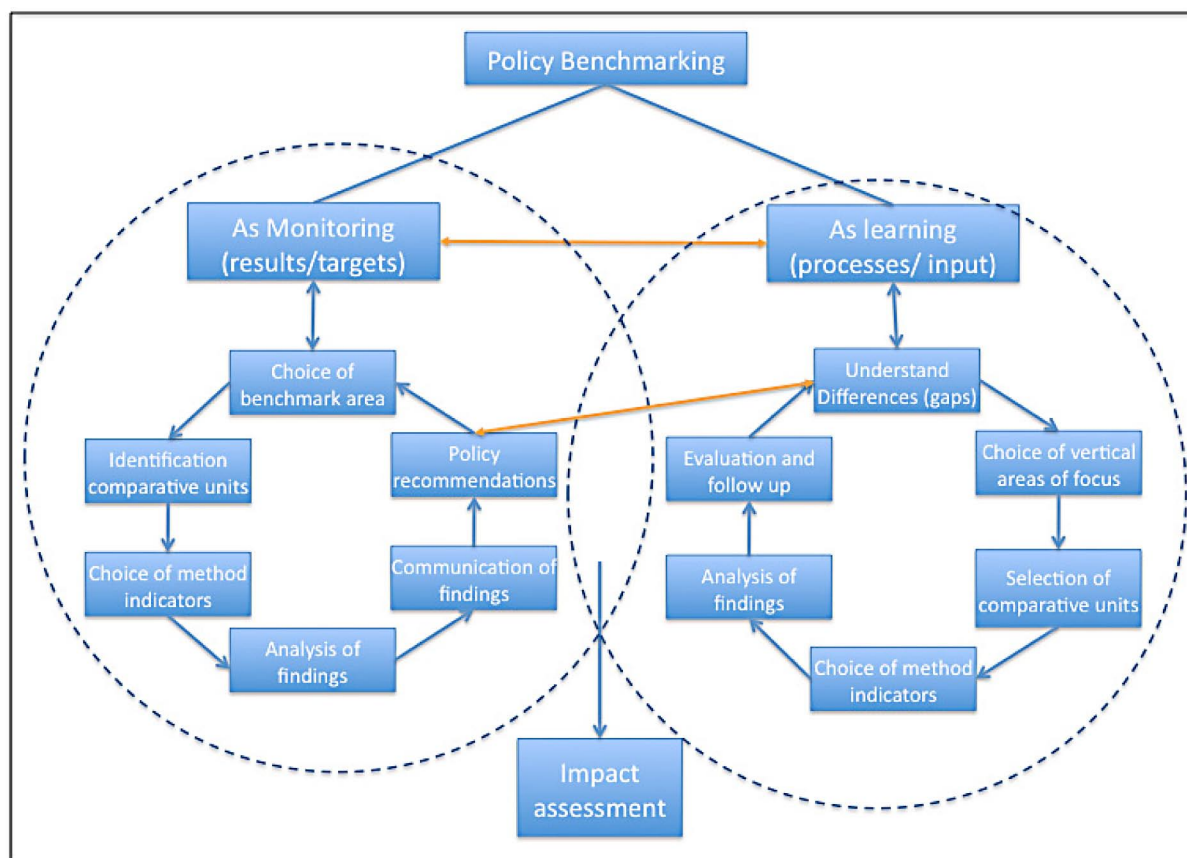 Policy Benchmarking
As Monitoring
(results/targets)
As learning
(processes/ input)
Choice of
benchmark area
Understand
Differences (gaps)
Identification
comparative units
Policy
recommendations
Evaluation and
follow up
Choice of vertical
areas of focus
Choice of method
indicators
Communication of
findings
Analysis of
findings
Selection of
comparative units
Analysis of
findings
Choice of method
indicators
Impact
assessment